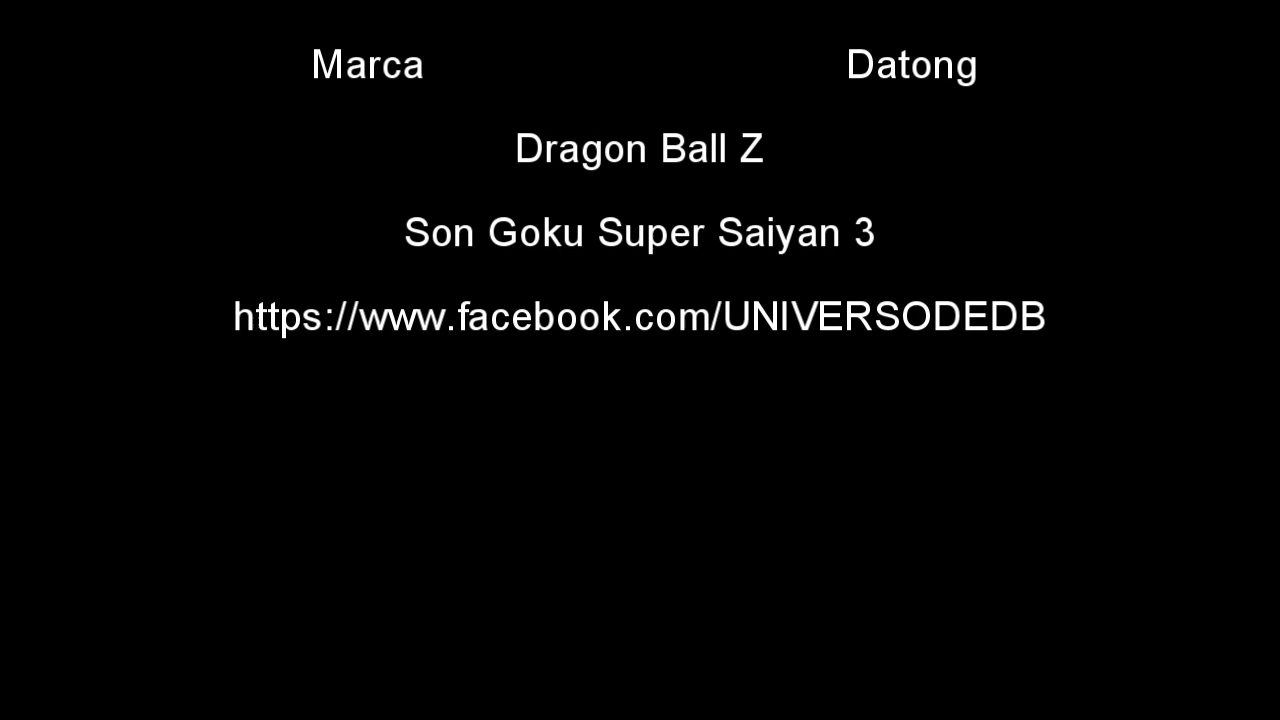 Marca Datong
Dragon Ball Z
Son Goku Super Saiyan 3
https://www.facebook.com/UNIVERSODEDB